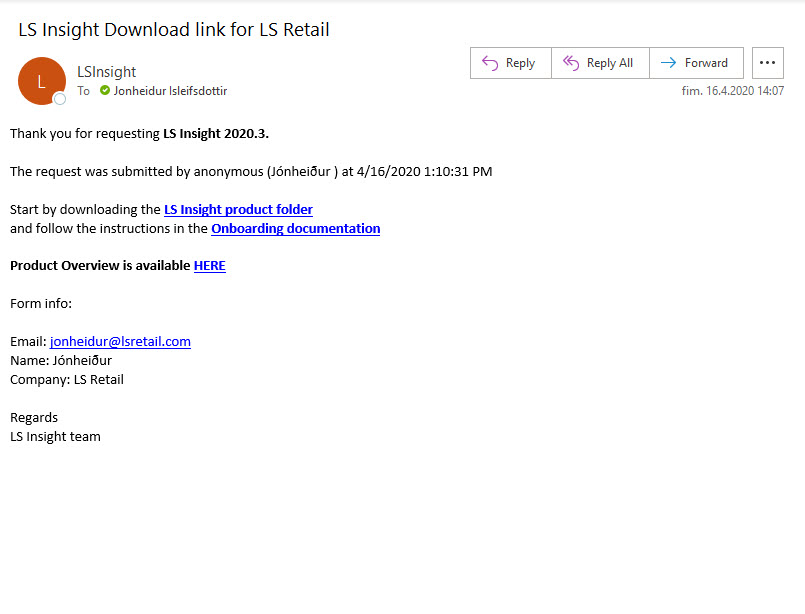 LS Insight Download link for LS Retail
L
LSInsight
To Jonheidur Isleifsdottir
Reply Reply All Forward
fim. 16.4.2020 14:07
Thank you for requesting LS Insight 2020.3.
The request was submitted by anonymous (Jónheiður ) at 4/16/2020 1:10:31 PM
Start by downloading the LS Insight product folder
and follow the instructions in the Onboarding documentation
Product Overview is available HERE
Form info:
Email: jonheidur@lsretail.com
Name: Jónheiður
Company: LS Retail
Regards
LS Insight team